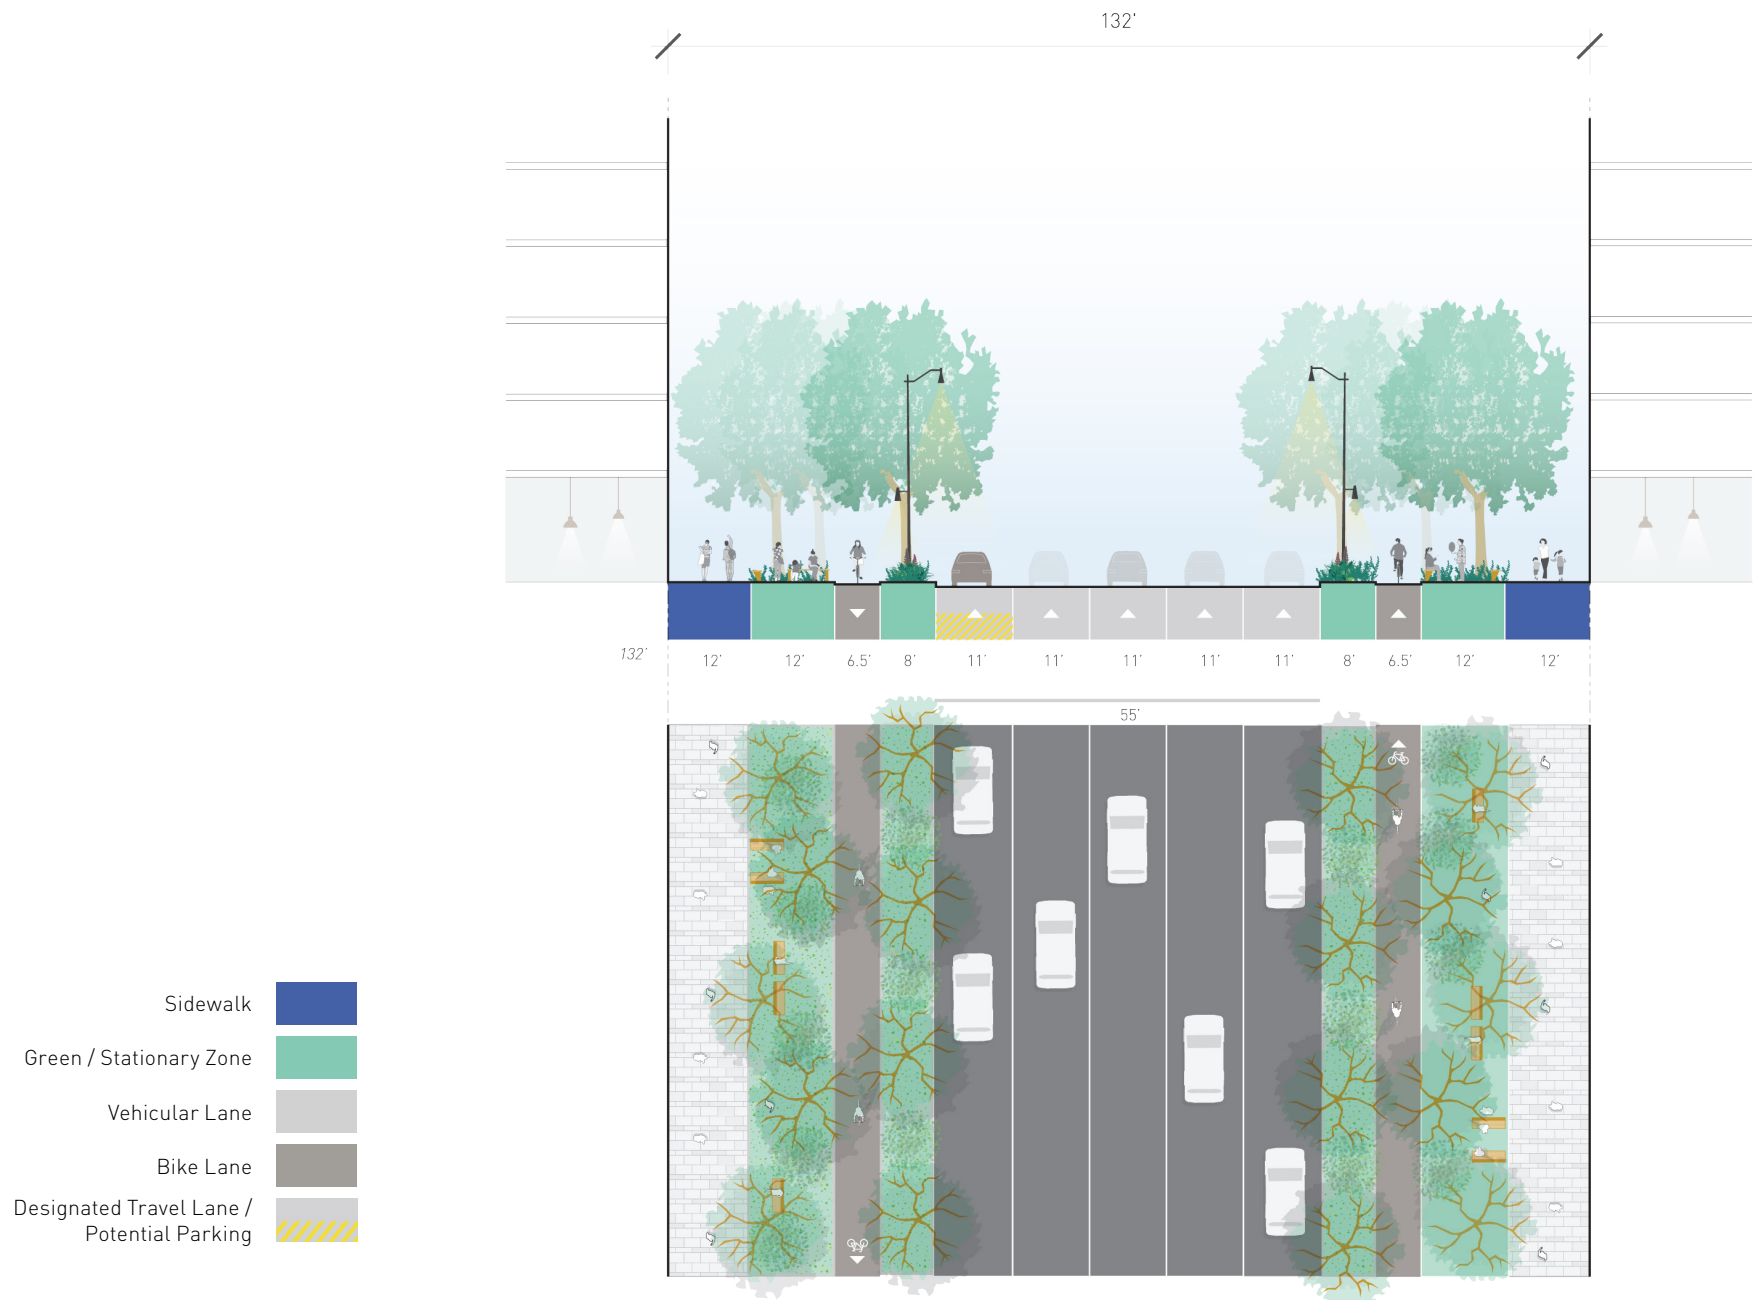 132'
132'
12' 12' 6.5' 8' 11' 11' 11' 11' 11' 8' 6.5' 12' 12'
55'
Sidewalk
Green / Stationary Zone
Vehicular Lane
Bike Lane
Designated Travel Lane /
Potential Parking